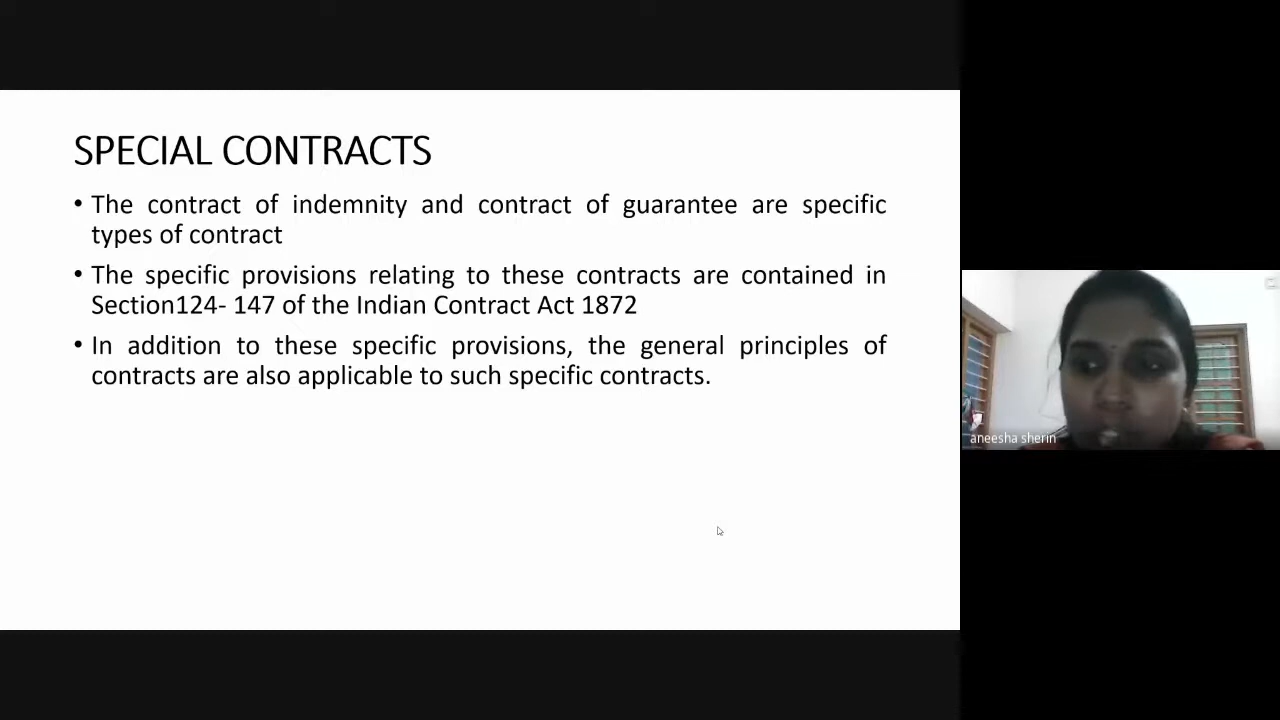 SPECIAL CONTRACTS
• The contract of indemnity and contract of guarantee are specific
types of contract
• The specific provisions relating to these contracts are contained in
Section124- 147 of the Indian Contract Act 1872
• In addition to these specific provisions, the general principles of
contracts are also applicable to such specific contracts.
aneesha sherin